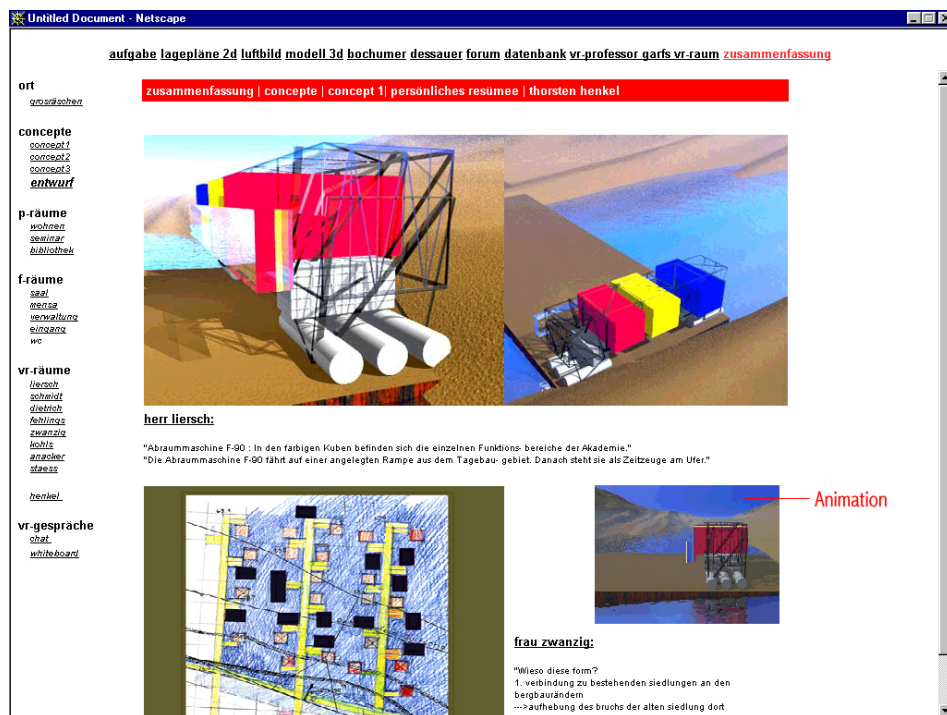 Untitled Document - Netscape
aufgabe lagepläne 2d luftbild modell 3d bochumer dessauer forum datenbank vr-professor garfs vr-raum zusammenfassung
zusammenfassung | concepte | concept 1| persönliches resümee | thorsten henkel
ort
grosräschen
concepte
concept1
concept2
concept3
entwurf
p-räume
wohnen
seminar
bibliothek
f-räume
saal
mensa
verwaltung
eingang
wc
vr-räume
liersch
schmidt
dietrich
fehlings
zwanzig
kohls
anacker
staess
henkel
vr-gespräche
chat
whiteboard
herr liersch:
"Abraummaschine F-90 : In den farbigen Kuben befinden sich die einzelnen Funktions- bereiche der Akademie."
"Die Abraummaschine F-90 fährt auf einer angelegten Rampe aus dem Tagebau- gebiet. Danach steht sie als Zeitzeuge am Ufer."
Animation
frau zwanzig:
"Wieso diese form?
1. verbindung zu bestehenden siedlungen an den
bergbaurändern
--->aufhebung des bruchs der alten siedlung dort